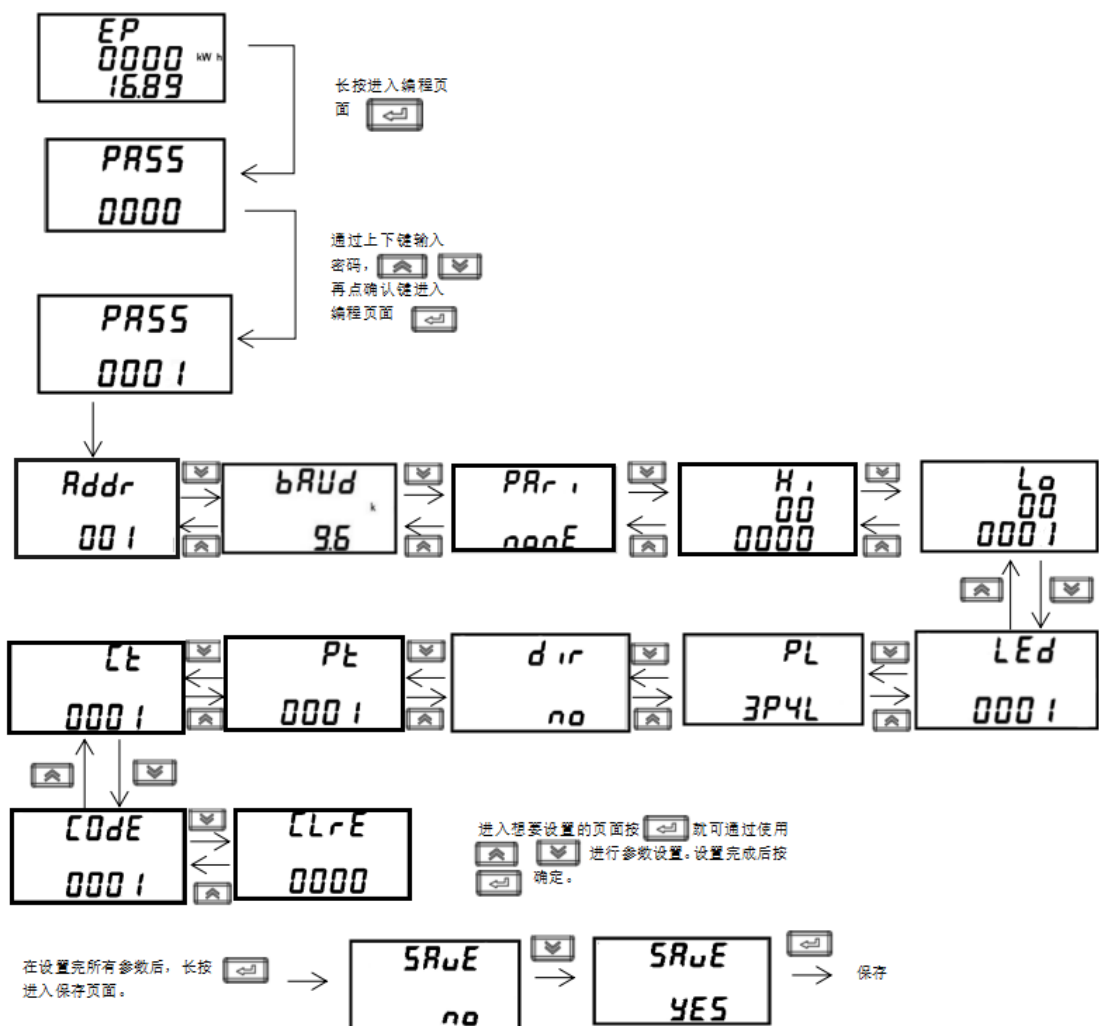 EP
0000 kW h
16.89
长按进入编程页
面
PASS
0000
通过上下键输入
密码，
再点确认键进入
编程页面
PASS
0001
Addr
001
bAUd
k
9.6
PAri
nonE
Hi
00
0000
Lo
00
0001
Ct
0001
Pt
0001
dir
no
PL
3P4L
LEd
0001
COdE
0001
CLrE
0000
进入想要设置的页面按 就可通过使用
进行参数设置。设置完成后按
确定。
在设置完所有参数后，长按
进入保存页面。
SAvE
no
SAvE
YES
保存